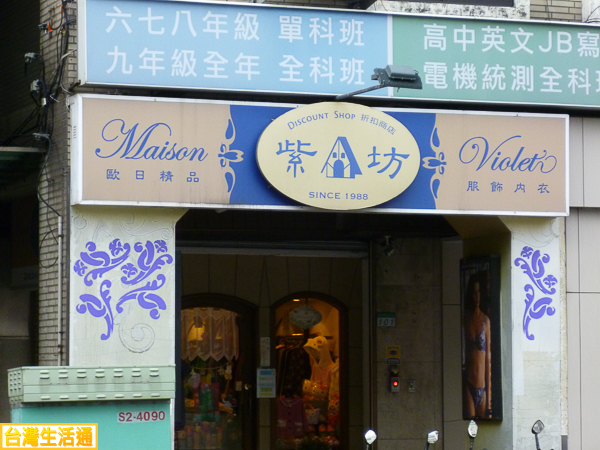 六七八年級 單科班
九年級全年 全科班
高中英文JB寫
電機統測全科班
Maison
歐日精品
DISCOUNT SHOP 折扣商店
紫 坊
SINCE 1988
Violet
服飾內衣
S2-4090
台灣生活通